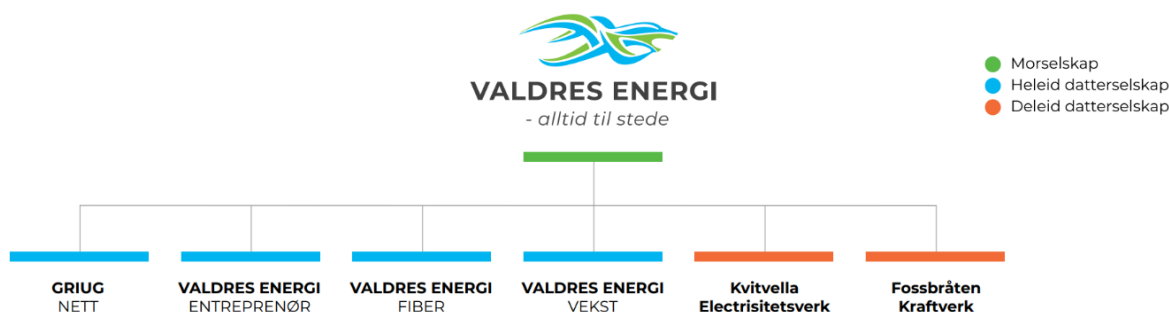 VALDRES ENERGI
- alltid til stede
Morselskap
Heleid datterselskap
Deleid datterselskap
GRIUG
NETT
VALDRES ENERGI
ENTREPRENØR
VALDRES ENERGI
FIBER
VALDRES ENERGI
VEKST
Kvitvella
Electrisitetsverk
Fossbråten
Kraftverk